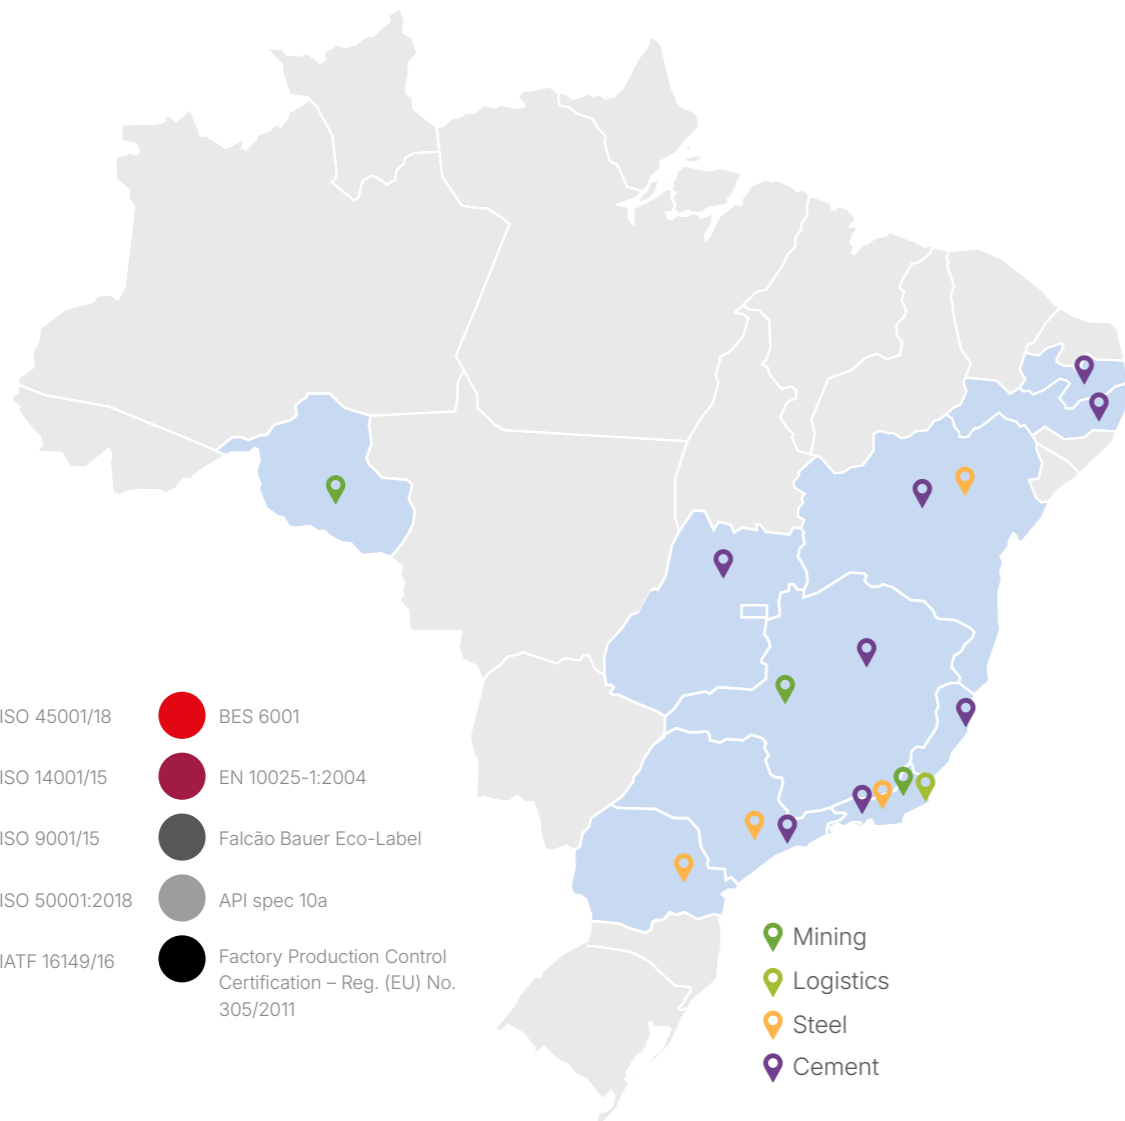 ISO 45001/18
BES 6001
ISO 14001/15
EN 10025-1:2004
ISO 9001/15
Falcão Bauer Eco-Label
ISO 50001:2018
API spec 10a
IATF 16149/16
Factory Production Control
Certification – Reg. (EU) No.
305/2011
Mining
Logistics
Steel
Cement